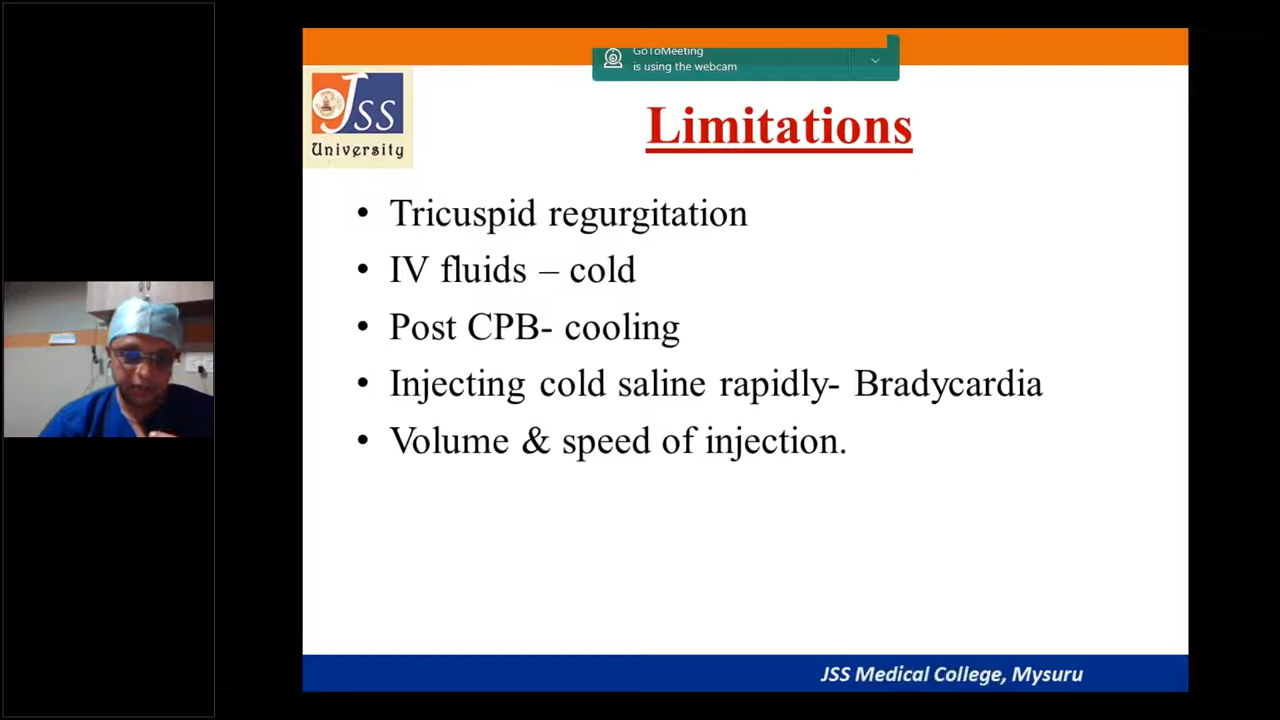 GoToMeeting
is using the webcam
JSS
University
Limitations
• Tricuspid regurgitation
• IV fluids – cold
• Post CPB- cooling
• Injecting cold saline rapidly- Bradycardia
• Volume & speed of injection.
JSS Medical College, Mysuru